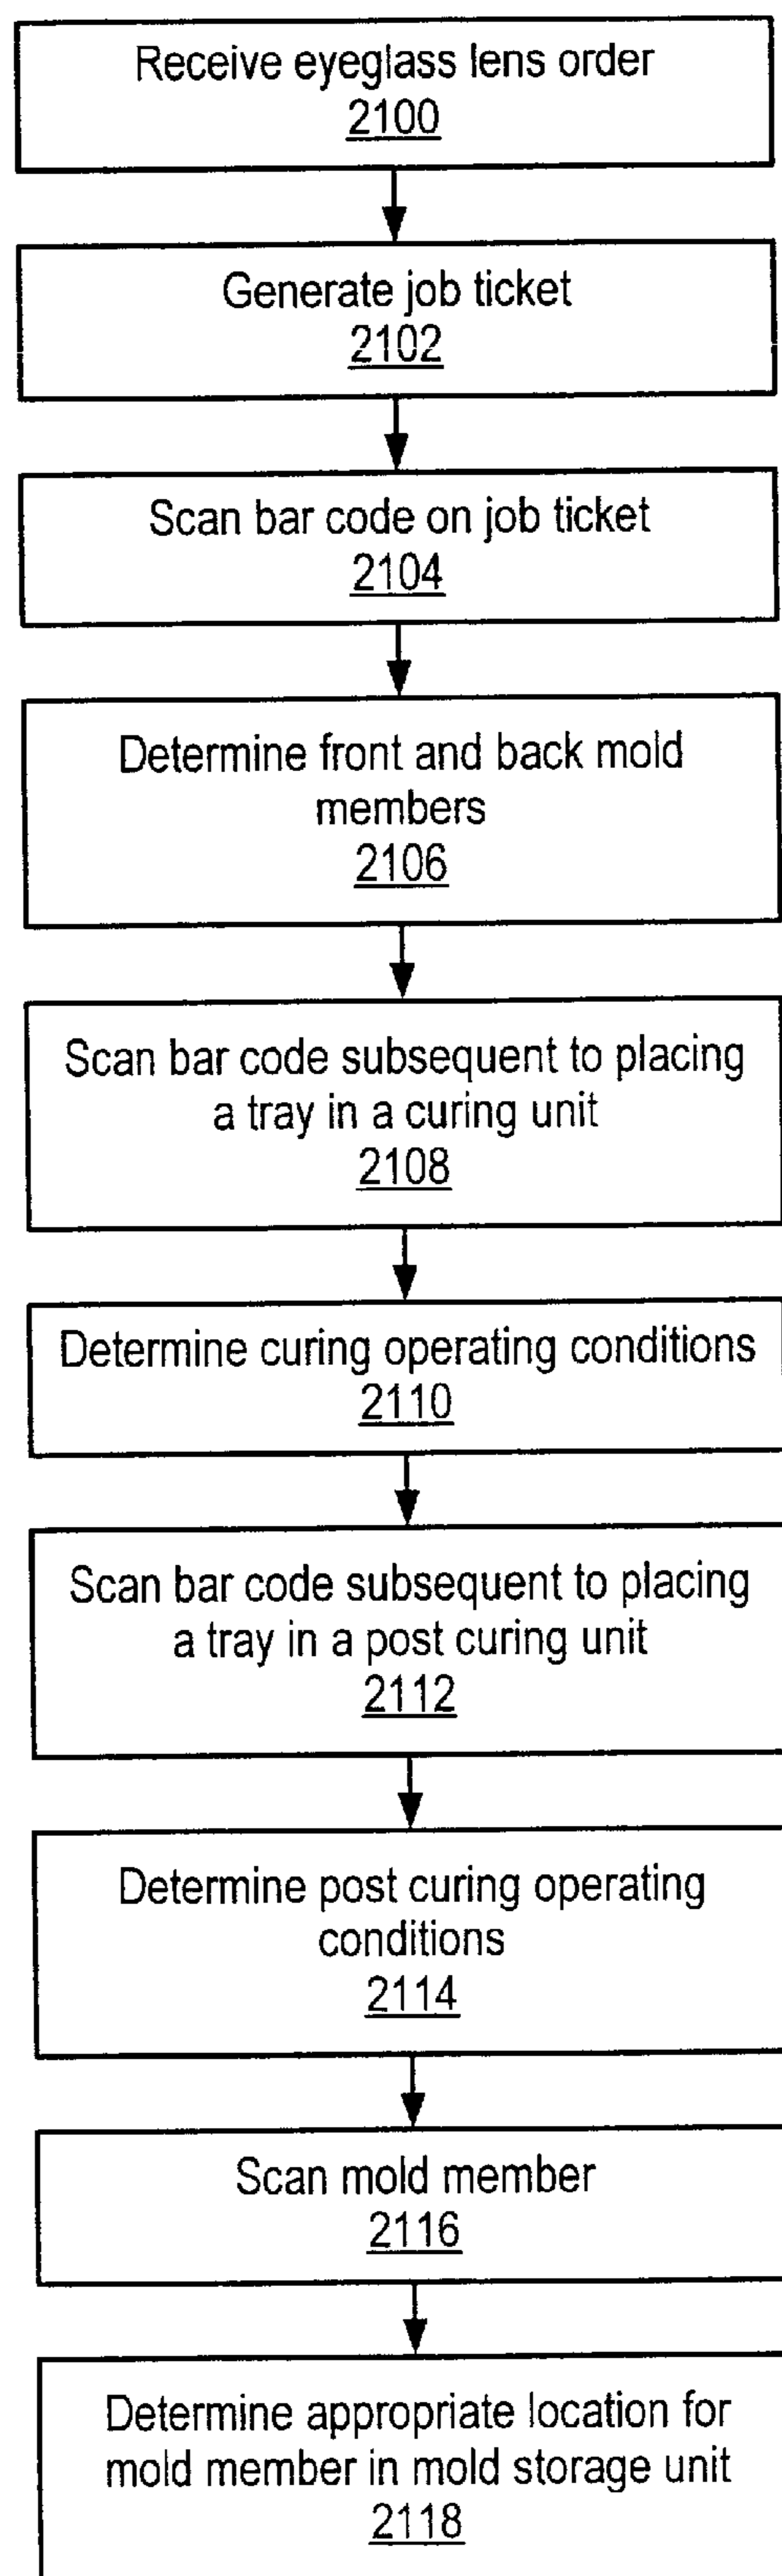 Receive eyeglass lens order
2100
Generate job ticket
2102
Scan bar code on job ticket
2104
Determine front and back mold
members
2106
Scan bar code subsequent to placing
a tray in a curing unit
2108
Determine curing operating conditions
2110
Scan bar code subsequent to placing
a tray in a post curing unit
2112
Determine post curing operating
conditions
2114
Scan mold member
2116
Determine appropriate location for
mold member in mold storage unit
2118